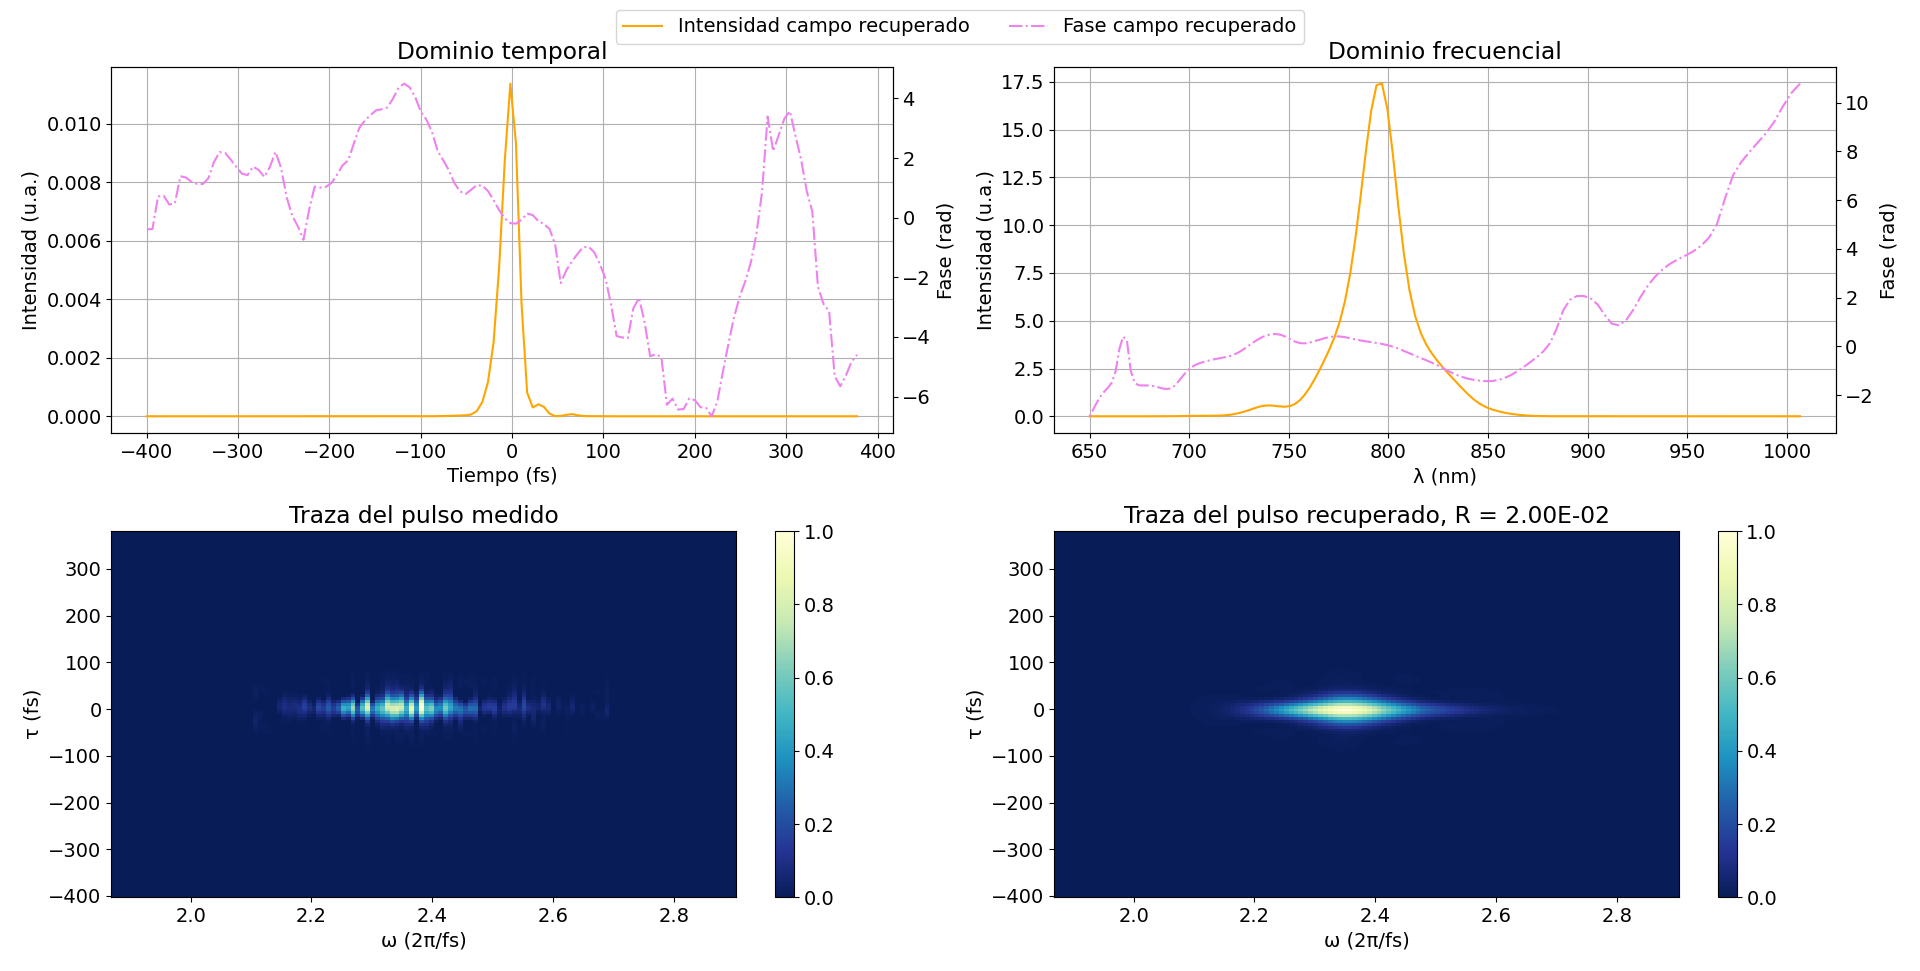 Intensidad campo recuperado
Fase campo recuperado
Dominio temporal
Dominio frecuencial
0.010
0.008
0.006
0.004
0.002
0.000
Intensidad (u.a.)
4
2
0
−2
−4
−6
Fase (rad)
−400 −300 −200 −100 0 100 200 300 400
Tiempo (fs)
17.5
15.0
12.5
10.0
7.5
5.0
2.5
0.0
Intensidad (u.a.)
10
8
6
4
2
0
−2
Fase (rad)
650 700 750 800 850 900 950 1000
λ (nm)
Traza del pulso medido
Traza del pulso recuperado, R = 2.00E-02
300
200
100
0
−100
−200
−300
−400
τ (fs)
2.0 2.2 2.4 2.6 2.8
ω (2π/fs)
1.0
0.8
0.6
0.4
0.2
0.0
300
200
100
0
−100
−200
−300
−400
τ (fs)
2.0 2.2 2.4 2.6 2.8
ω (2π/fs)
1.0
0.8
0.6
0.4
0.2
0.0